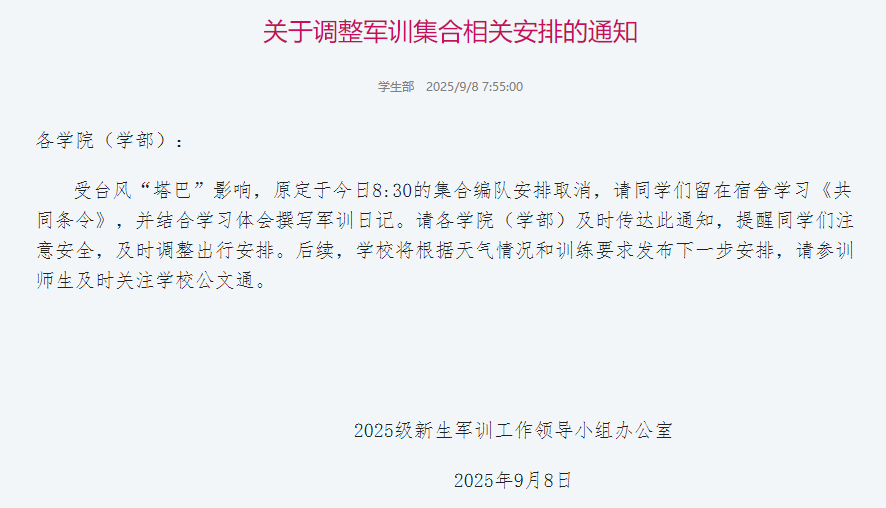 关于调整军训集合相关安排的通知
学生部 2025/9/8 7:55:00
各学院（学部）：
受台风“塔巴”影响，原定于今日8:30的集合编队安排取消，请同学们留在宿舍学习《共
同条令》，并结合学习体会撰写军训日记。请各学院（学部）及时传达此通知，提醒同学们注
意安全，及时调整出行安排。后续，学校将根据天气情况和训练要求发布下一步安排，请参训
师生及时关注学校公文通。
2025级新生军训工作领导小组办公室
2025年9月8日